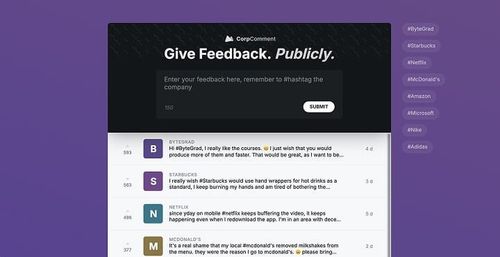 CorpComment
Give Feedback. Publicly.
Enter your feedback here, remember to #hashtag the
company
150
SUBMIT
#ByteGrad
#Starbucks
#Netflix
#McDonald's
#Amazon
#Microsoft
#Nike
#Adidas
593
B
BYTEGRAD
Hi #ByteGrad, I really like the courses. 😄 I just wish that you would
produce more of them and faster. That would be great, as I want to be...
4 d
563
S
STARBUCKS
I really wish #Starbucks would use hand wrappers for hot drinks as a
standard, I keep burning my hands and am tired of bothering the...
3 d
498
N
NETFLIX
since yday on mobile #netflix keeps buffering the video, it keeps
happening even when I redownload the app. I'm in an area with dece...
5 d
377
M
MCDONALD'S
It's a real shame that my local #mcdonald's removed milkshakes from
the menu. they were the reason I go to mcdonald's. 😩 please bring...
2 d